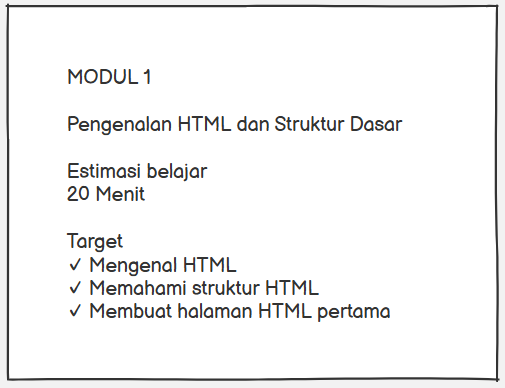 MODUL 1
Pengenalan HTML dan Struktur Dasar
Estimasi belajar
20 Menit
Target
✓ Mengenal HTML
✓ Memahami struktur HTML
✓ Membuat halaman HTML pertama